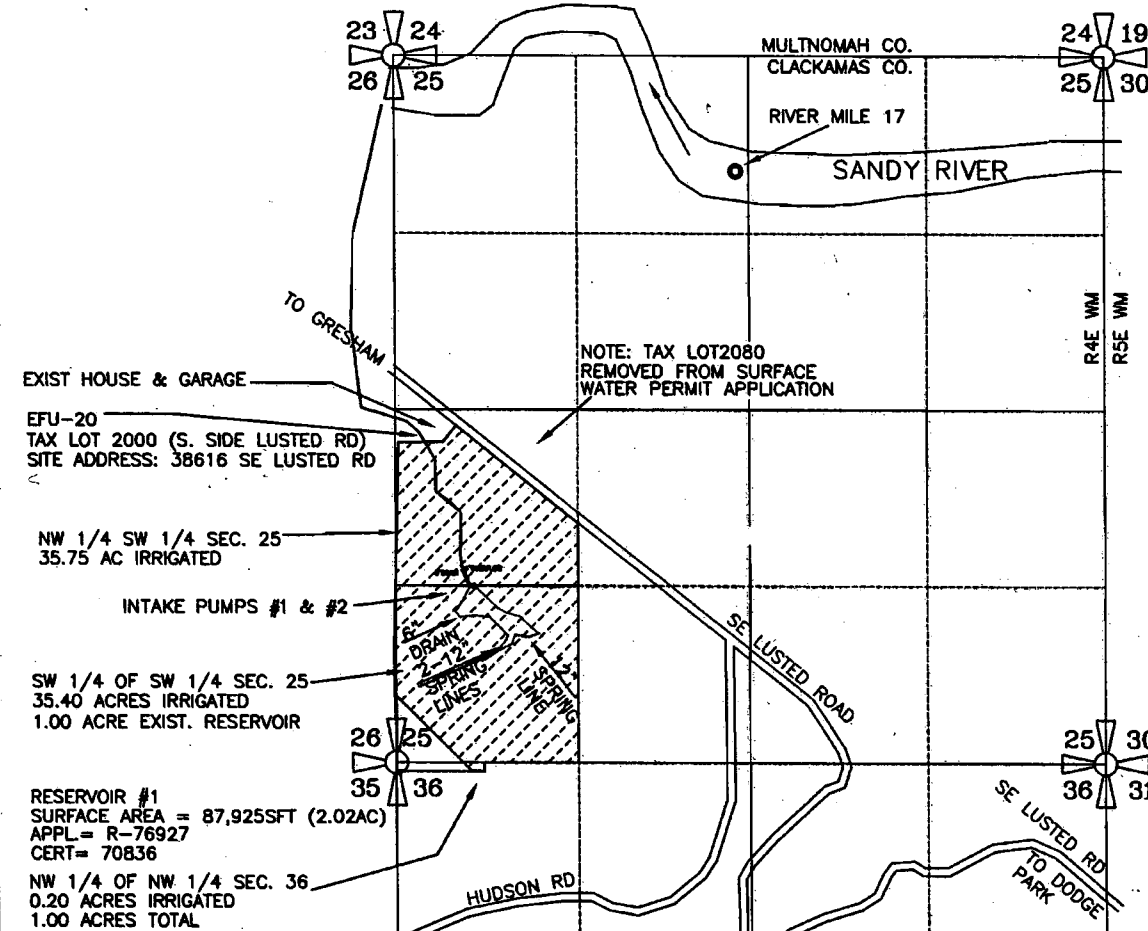 23 24
26 25
24 19
25 30
MULTNOMAH CO.
CLACKAMAS CO.
RIVER MILE 17
SANDY RIVER
TO GRESHAM
R4E WM
R5E WM
NOTE: TAX LOT2080
REMOVED FROM SURFACE
WATER PERMIT APPLICATION
EXIST HOUSE & GARAGE
EFU-20
TAX LOT 2000 (S. SIDE LUSTED RD)
SITE ADDRESS: 38616 SE LUSTED RD
NW 1/4 SW 1/4 SEC. 25
35.75 AC IRRIGATED
INTAKE PUMPS #1 & #2
6"
DRAIN
2-12"
SPRING
LINES
SPRING
LINE
SE LUSTED ROAD
SW 1/4 OF SW 1/4 SEC. 25
35.40 ACRES IRRIGATED
1.00 ACRE EXIST. RESERVOIR
26 25
35 36
25 30
36 31
RESERVOIR #1
SURFACE AREA = 87,925SFT (2.02AC)
APPL.= R-76927
CERT= 70836
NW 1/4 OF NW 1/4 SEC. 36
0.20 ACRES IRRIGATED
1.00 ACRES TOTAL
HUDSON RD
SE LUSTED RD
TO DODGE
PARK